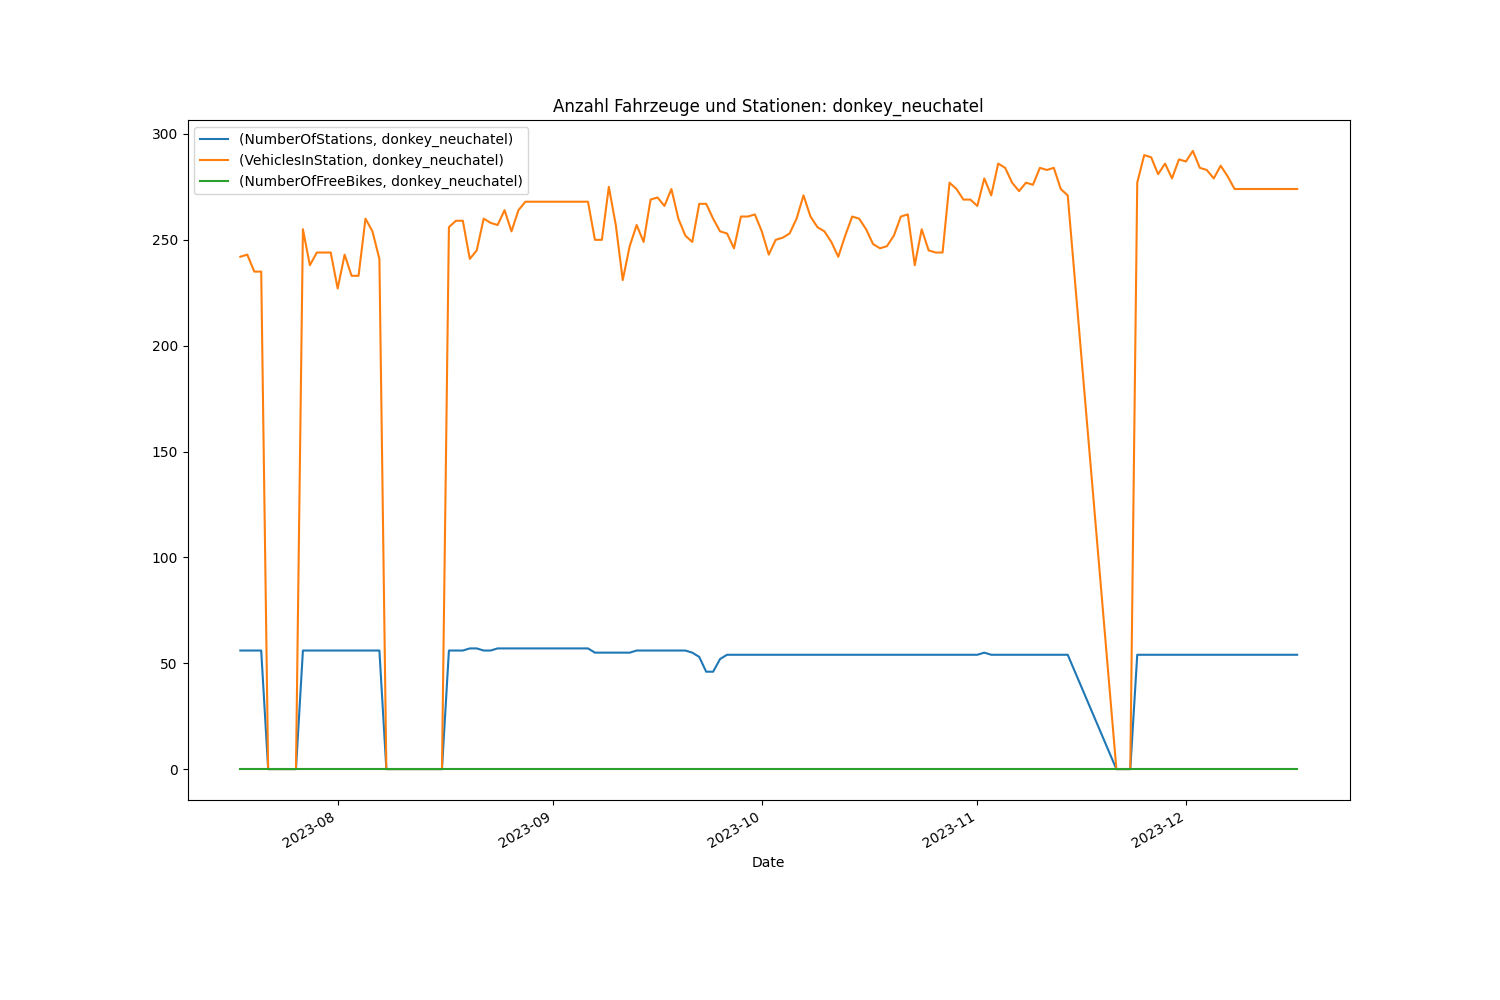 Anzahl Fahrzeuge und Stationen: donkey_neuchatel
(NumberOfStations, donkey_neuchatel)
(VehiclesInStation, donkey_neuchatel)
(NumberOfFreeBikes, donkey_neuchatel)
300
250
200
150
100
50
0
2023-08
2023-09
2023-10
2023-11
2023-12
Date